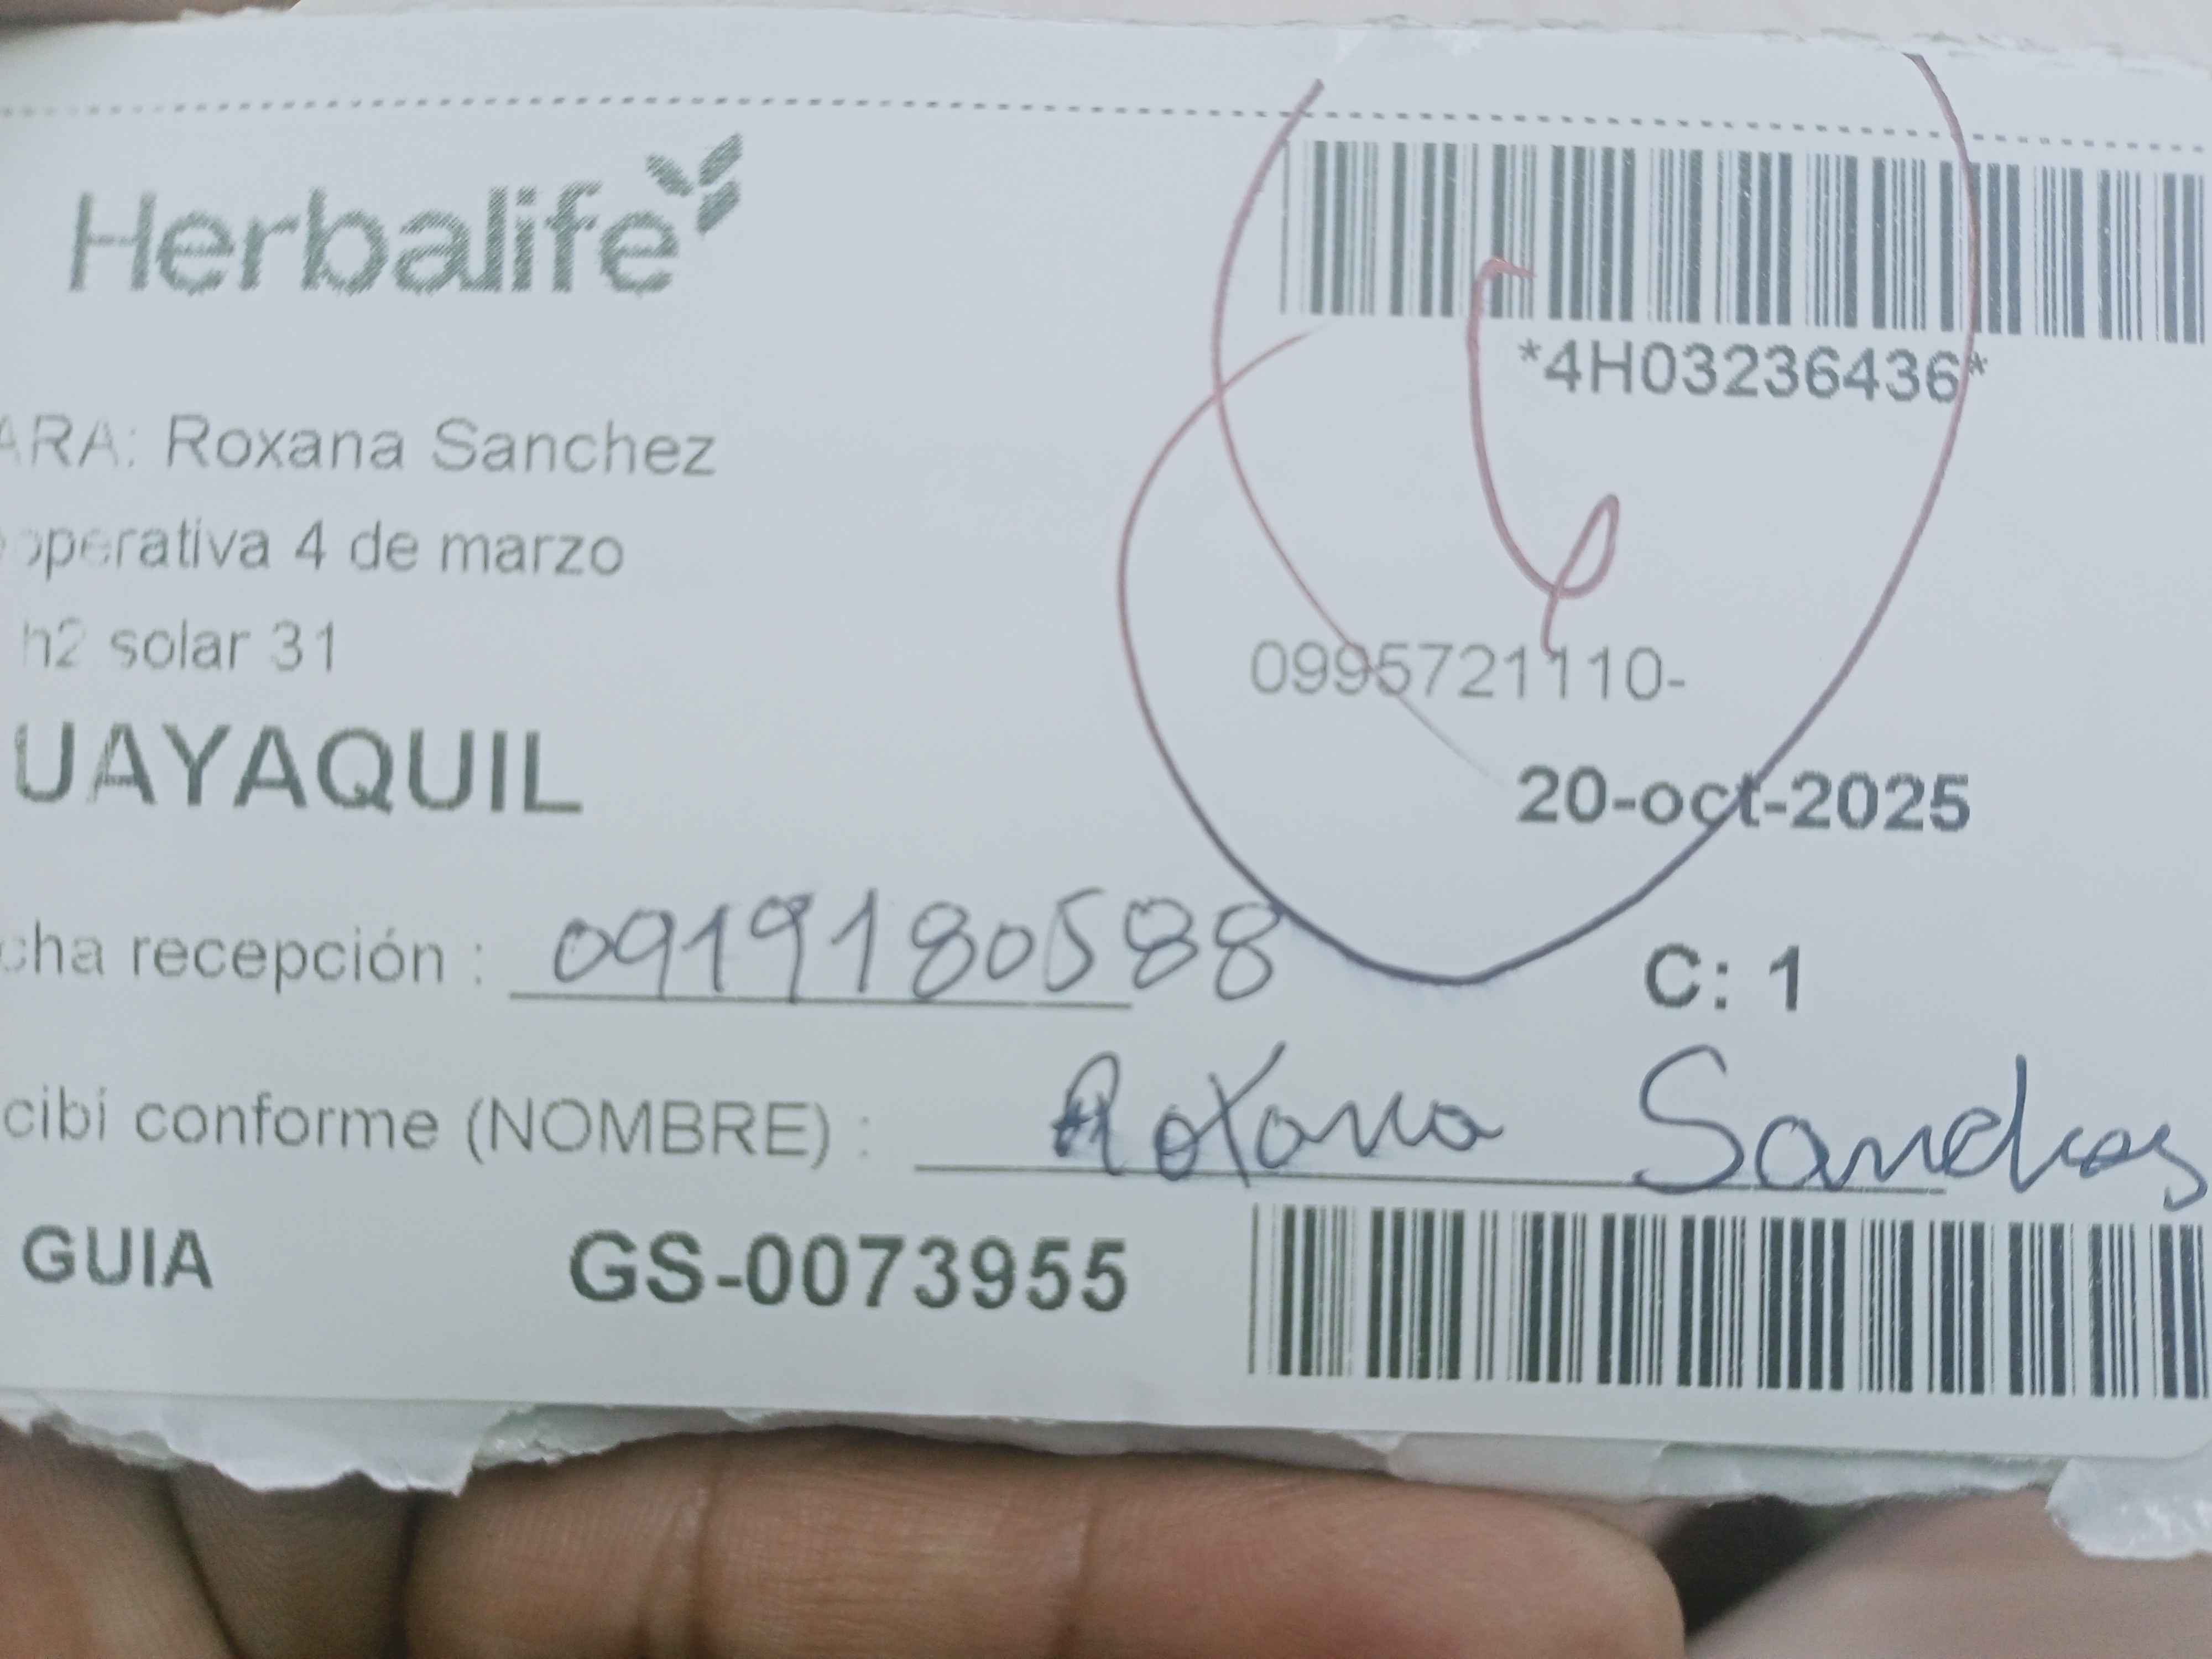 Herbalife
*4H03236436*
ARA: Roxana Sanchez
operativa 4 de marzo
h2 solar 31
0995721110-
UAYAQUIL
20-oct-2025
cha recepción : 0919180588
C: 1
cibi conforme (NOMBRE) : Roxana Sanches
GUIA GS-0073955